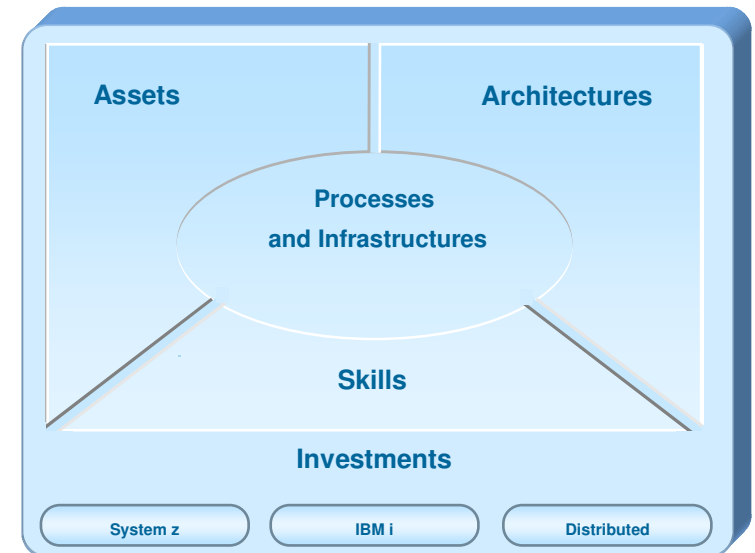 Assets
Architectures
Processes
and Infrastructures
Skills
Investments
System z
IBM i
Distributed